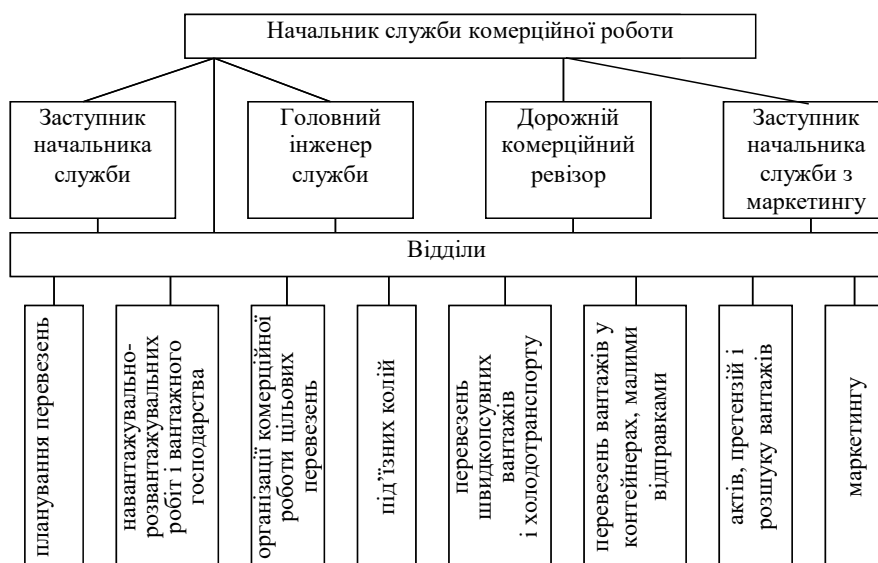 Начальник служби комерційної роботи
Заступник
начальника
служби
Головний
інженер
служби
Дорожній
комерційний
ревізор
Заступник
начальника
служби з
маркетингу
Відділи
планування перевезень
навантажувально-
розвантажувальних
робіт і вантажного
господарства
організації комерційної
роботи цільових
перевезень
під’їзних колій
перевезень
швидкопсувних
вантажів
і холодотранспорту
перевезень вантажів у
контейнерах, малими
відправками
актів, претензій і
розшуку вантажів
маркетингу